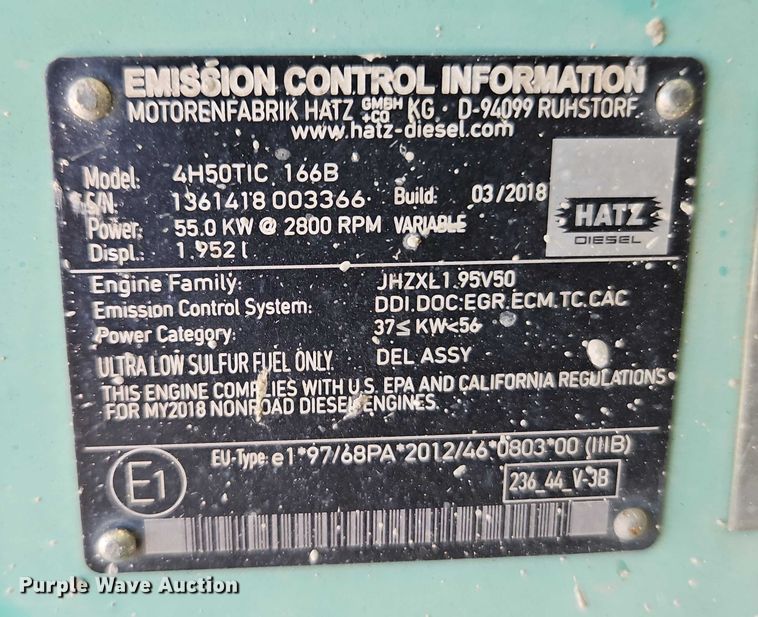 EMISSION CONTROL INFORMATION
MOTORENFABRIK HATZ GMBH +CO KG · D-94099 RUHSTORF
www.hatz-diesel.com
Model: 4H50TIC 166B
S/N. 1361418 003366 Build: 03/2018
Power: 55.0 KW @ 2800 RPM VARIABLE
Displ.: 1.952 l
HATZ
DIESEL
Engine Family: JHZXL1.95V50
Emission Control System: DDI.DOC.EGR.ECM.TC.CAC
Power Category: 37≤ KW<56
ULTRA LOW SULFUR FUEL ONLY. DEL ASSY
THIS ENGINE COMPLIES WITH U.S. EPA AND CALIFORNIA REGULATIONS
FOR MY2018 NONROAD DIESEL ENGINES.
EU-Type: e1*97/68PA*2012/46*0803*00 (IIIB)
E1
236_44_V-3B
Purple Wave Auction